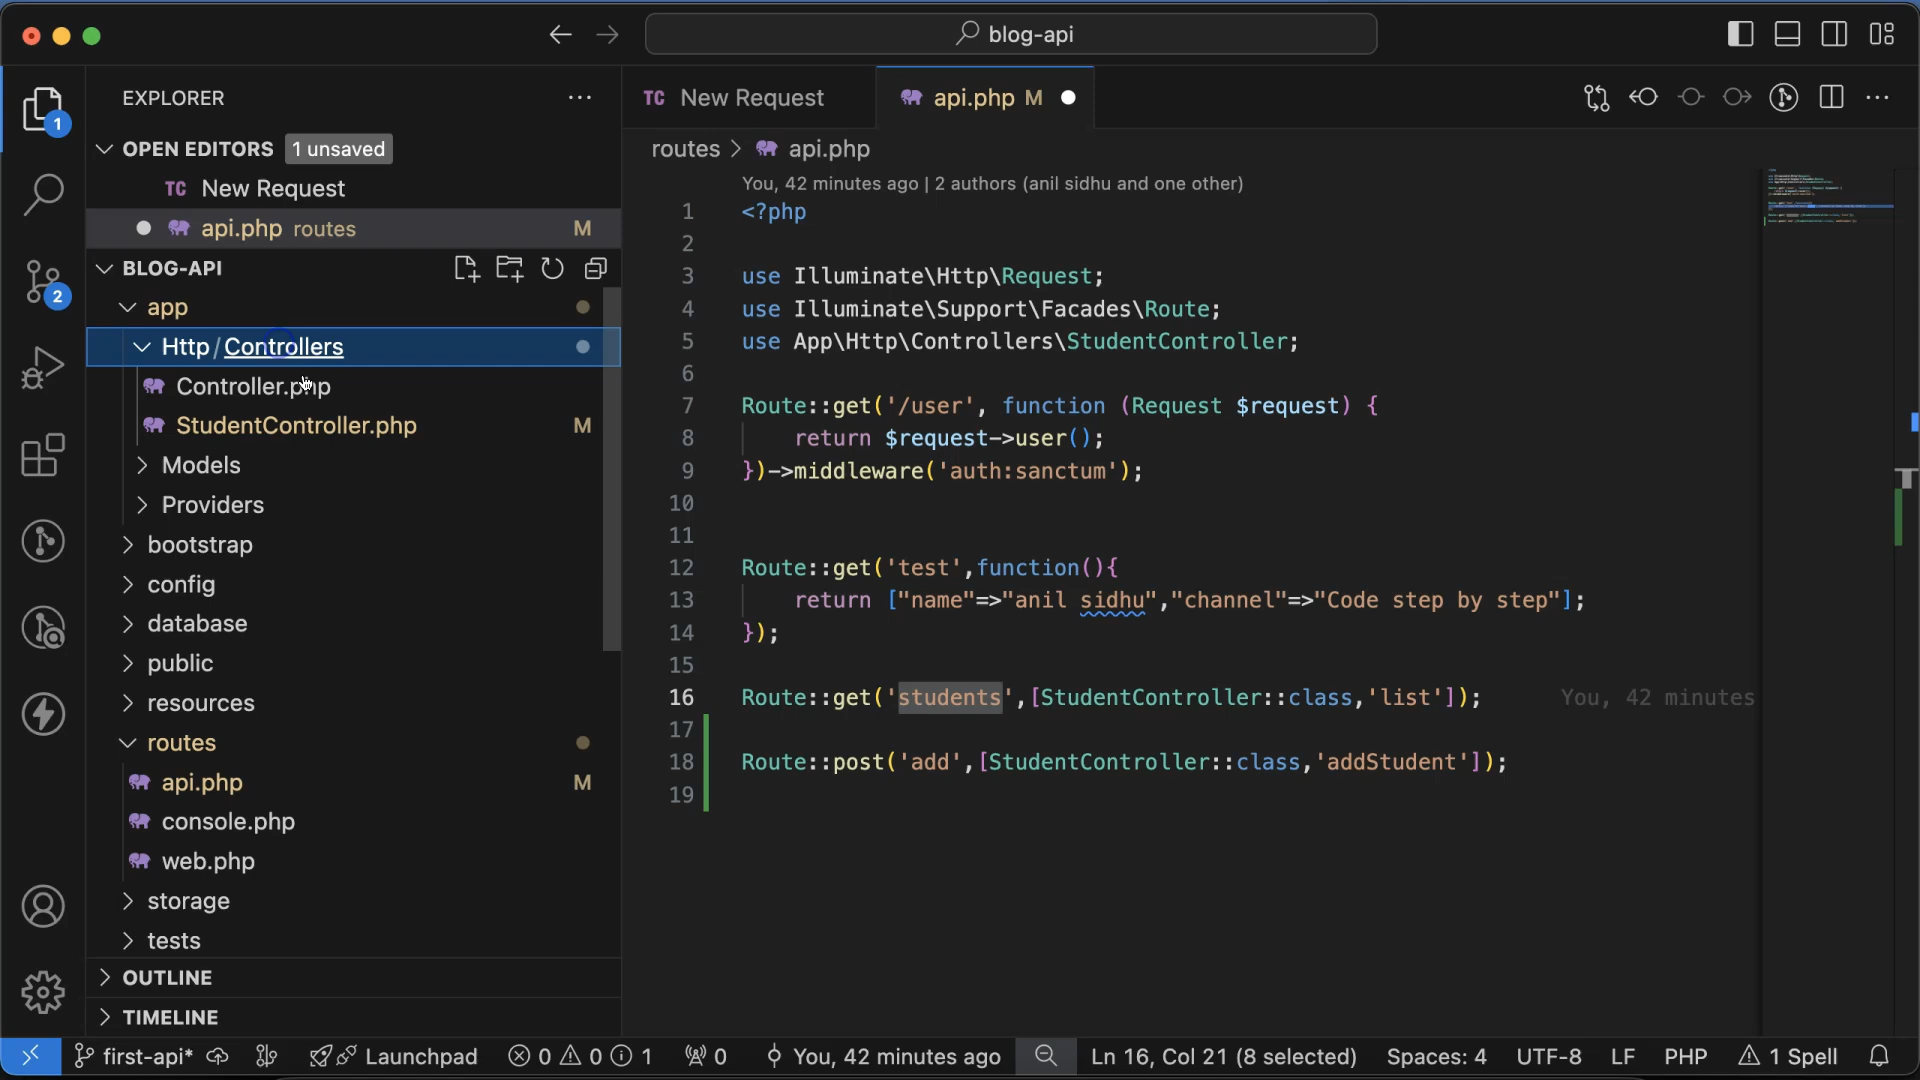 blog-api
EXPLORER
OPEN EDITORS 1 unsaved
TC New Request
api.php routes M
BLOG-API
app
Http / Controllers
Controller.php
StudentController.php M
Models
Providers
bootstrap
config
database
public
resources
routes
api.php M
console.php
web.php
storage
tests
OUTLINE
TIMELINE
1
2
TC New Request
api.php M
routes > api.php
You, 42 minutes ago | 2 authors (anil sidhu and one other)
1 <?php
2
3 use Illuminate\Http\Request;
4 use Illuminate\Support\Facades\Route;
5 use App\Http\Controllers\StudentController;
6
7 Route::get('/user', function (Request $request) {
8 return $request->user();
9 })->middleware('auth:sanctum');
10
11
12 Route::get('test',function(){
13 return ["name"=>"anil sidhu","channel"=>"Code step by step"];
14 });
15
16 Route::get('students',[StudentController::class,'list']); You, 42 minutes
17
18 Route::post('add',[StudentController::class,'addStudent']);
19
first-api* Launchpad 0 0 1 0 You, 42 minutes ago Ln 16, Col 21 (8 selected) Spaces: 4 UTF-8 LF PHP 1 Spell